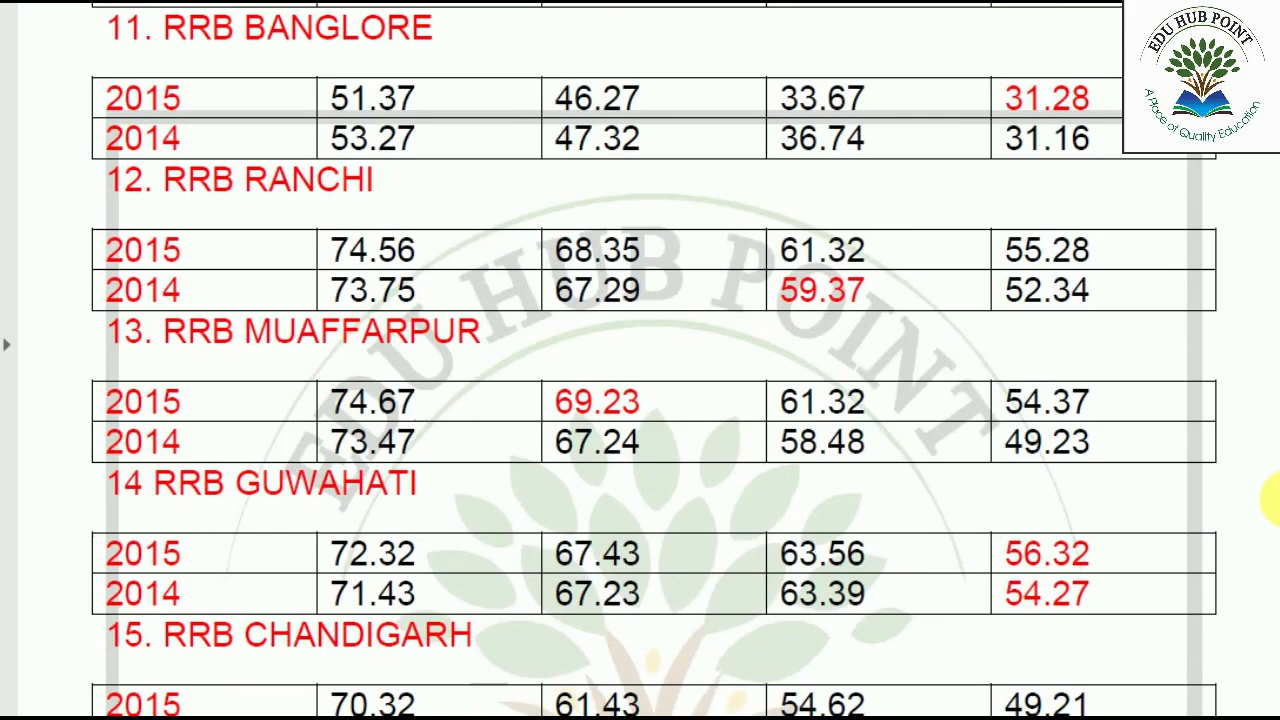 11. RRB BANGLORE
2015 51.37 46.27 33.67 31.28
2014 53.27 47.32 36.74 31.16
12. RRB RANCHI
2015 74.56 68.35 61.32 55.28
2014 73.75 67.29 59.37 52.34
13. RRB MUAFFARPUR
2015 74.67 69.23 61.32 54.37
2014 73.47 67.24 58.48 49.23
14 RRB GUWAHATI
2015 72.32 67.43 63.56 56.32
2014 71.43 67.23 63.39 54.27
15. RRB CHANDIGARH
2015 70.32 61.43 54.62 49.21
EDU HUB POINT
A Place of Quality Education
EDU HUB POINT